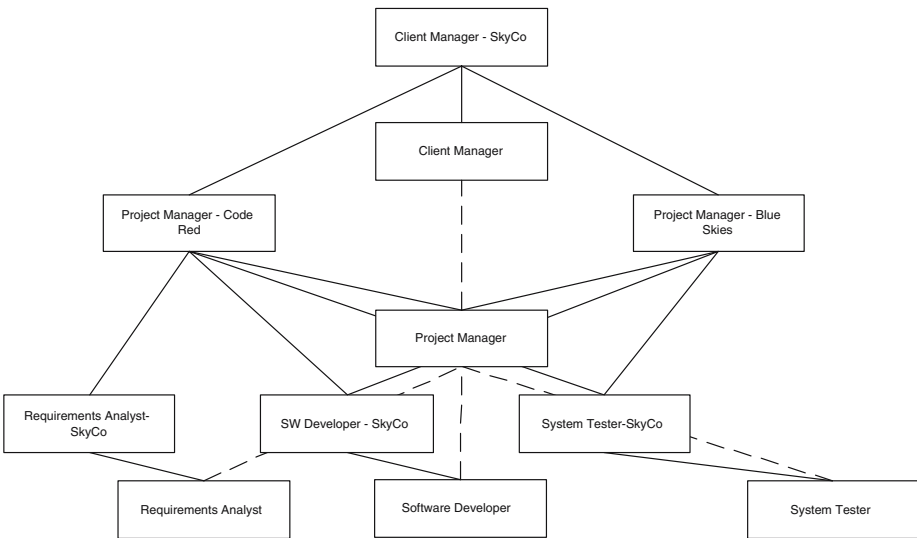 Client Manager - SkyCo
Client Manager
Project Manager - Code
Red
Project Manager - Blue
Skies
Project Manager
Requirements Analyst-
SkyCo
SW Developer - SkyCo
System Tester-SkyCo
Requirements Analyst
Software Developer
System Tester